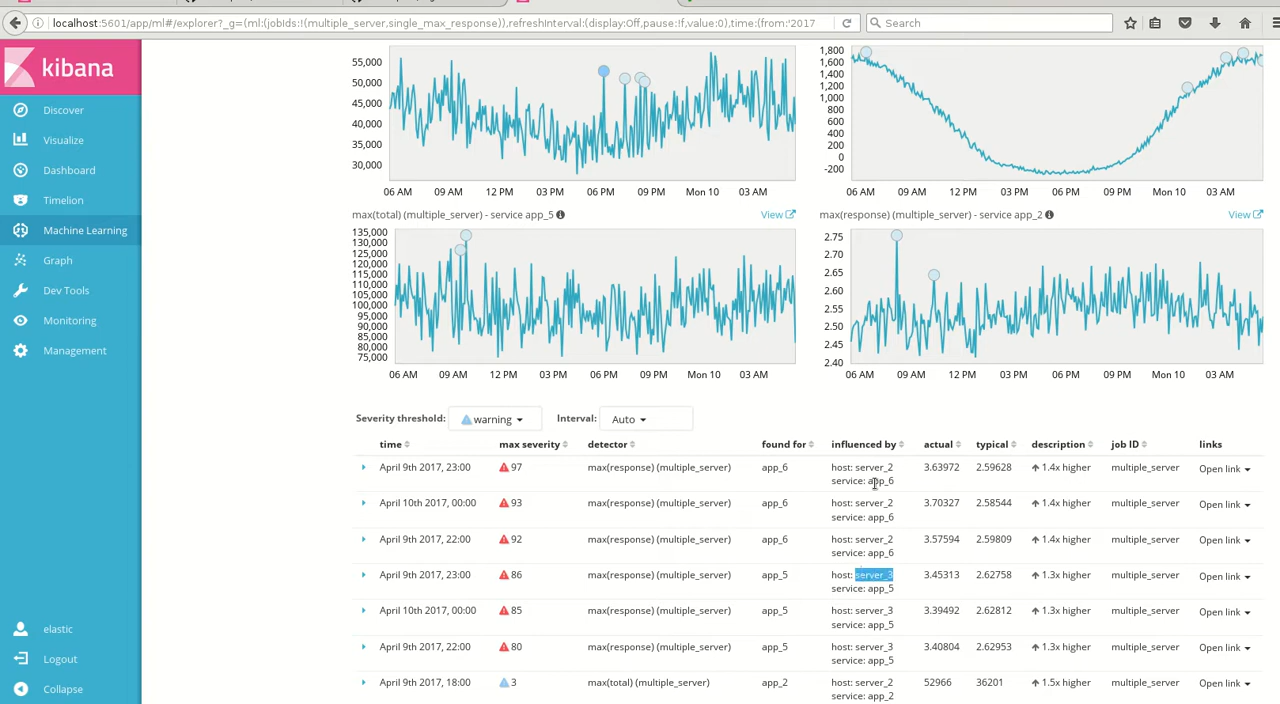 localhost:5601/app/ml#/explorer?_g=(ml:(jobIds:!(multiple_server,single_max_response)),refreshInterval:(display:Off,pause:!f,value:0),time:(from:'2017
Search
kibana
Discover
Visualize
Dashboard
Timelion
Machine Learning
Graph
Dev Tools
Monitoring
Management
elastic
Logout
Collapse
55,000
50,000
45,000
40,000
35,000
30,000
06 AM 09 AM 12 PM 03 PM 06 PM 09 PM Mon 10 03 AM
1,800
1,600
1,400
1,200
1,000
800
600
400
200
0
-200
06 AM 09 AM 12 PM 03 PM 06 PM 09 PM Mon 10 03 AM
max(total) (multiple_server) - service app_5 View
135,000
130,000
125,000
120,000
115,000
110,000
105,000
100,000
95,000
90,000
85,000
80,000
75,000
06 AM 09 AM 12 PM 03 PM 06 PM 09 PM Mon 10 03 AM
max(response) (multiple_server) - service app_2 View
2.75
2.70
2.65
2.60
2.55
2.50
2.45
2.40
06 AM 09 AM 12 PM 03 PM 06 PM 09 PM Mon 10 03 AM
Severity threshold: warning Interval: Auto
time max severity detector found for influenced by actual typical description job ID links
April 9th 2017, 23:00 97 max(response) (multiple_server) app_6 host: server_2 3.63972 2.59628 1.4x higher multiple_server Open link
service: app_6
April 10th 2017, 00:00 93 max(response) (multiple_server) app_6 host: server_2 3.70327 2.58544 1.4x higher multiple_server Open link
service: app_6
April 9th 2017, 22:00 92 max(response) (multiple_server) app_6 host: server_2 3.57594 2.59809 1.4x higher multiple_server Open link
service: app_6
April 9th 2017, 23:00 86 max(response) (multiple_server) app_5 host: server_3 3.45313 2.62758 1.3x higher multiple_server Open link
service: app_5
April 10th 2017, 00:00 85 max(response) (multiple_server) app_5 host: server_3 3.39492 2.62812 1.3x higher multiple_server Open link
service: app_5
April 9th 2017, 22:00 80 max(response) (multiple_server) app_5 host: server_3 3.40804 2.62953 1.3x higher multiple_server Open link
service: app_5
April 9th 2017, 18:00 3 max(total) (multiple_server) app_2 host: server_2 52966 36201 1.5x higher multiple_server Open link
service: app_2